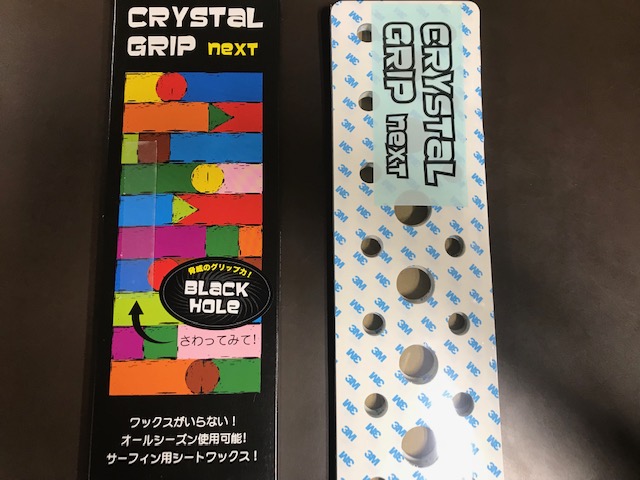 CRYSTAL
GRIP NEXT
脅威のグリップ力!
BLACK
HOLE
さわってみて!
ワックスがいらない!
オールシーズン使用可能!
サーフィン用シートワックス!
CRYSTAL
GRIP NEXT
3M